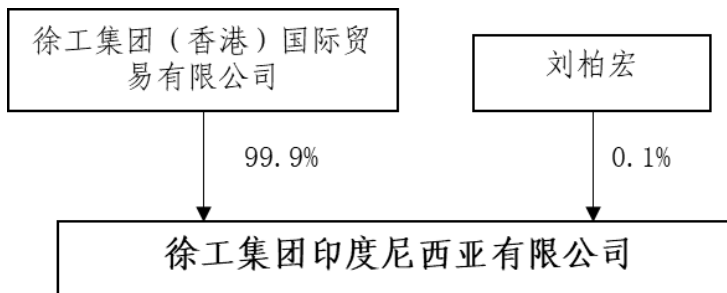 徐工集团（香港）国际贸
易有限公司
刘柏宏
99.9%
0.1%
徐工集团印度尼西亚有限公司